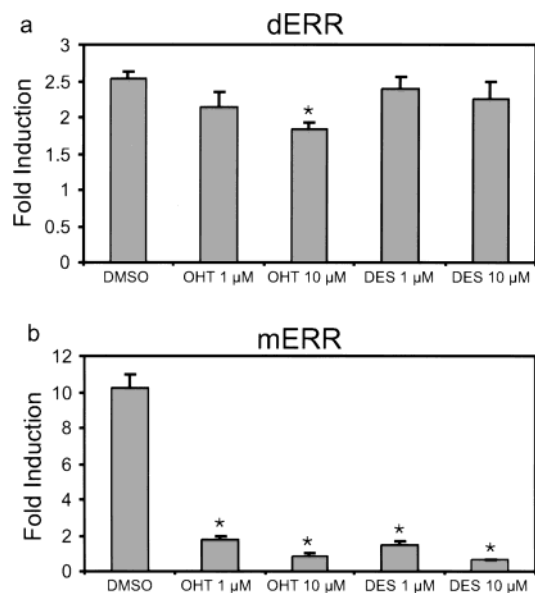 a
dERR
Fold Induction
3
2.5
2
1.5
1
0.5
0
*
DMSO OHT 1 µM OHT 10 µM DES 1 µM DES 10 µM
b
mERR
Fold Induction
12
10
8
6
4
2
0
* * * *
DMSO OHT 1 µM OHT 10 µM DES 1 µM DES 10 µM